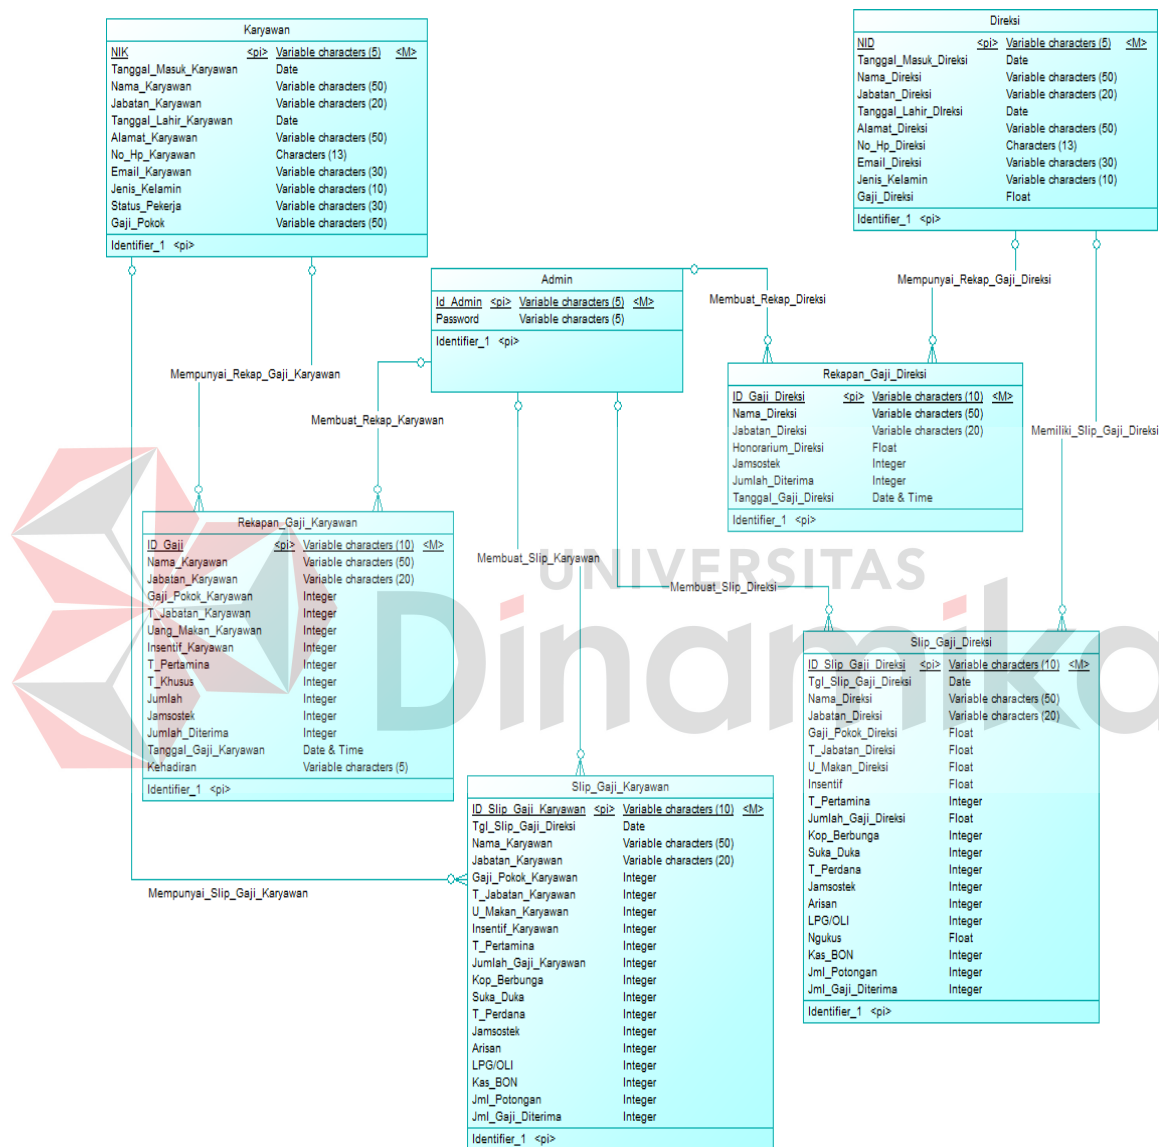 Karyawan
NIK <pi> Variable characters (5) <M>
Tanggal_Masuk_Karyawan Date
Nama_Karyawan Variable characters (50)
Jabatan_Karyawan Variable characters (20)
Tanggal_Lahir_Karyawan Date
Alamat_Karyawan Variable characters (50)
No_Hp_Karyawan Characters (13)
Email_Karyawan Variable characters (30)
Jenis_Kelamin Variable characters (10)
Status_Pekerja Variable characters (30)
Gaji_Pokok Variable characters (50)
Identifier_1 <pi>
Direksi
NID <pi> Variable characters (5) <M>
Tanggal_Masuk_Direksi Date
Nama_Direksi Variable characters (50)
Jabatan_Direksi Variable characters (20)
Tanggal_Lahir_DIreksi Date
Alamat_Direksi Variable characters (50)
No_Hp_Direksi Characters (13)
Email_Direksi Variable characters (30)
Jenis_Kelamin Variable characters (10)
Gaji_Direksi Float
Identifier_1 <pi>
Admin
Id_Admin <pi> Variable characters (5) <M>
Password Variable characters (5)
Identifier_1 <pi>
Membuat_Rekap_Direksi
Mempunyai_Rekap_Gaji_Direksi
Mempunyai_Rekap_Gaji_Karyawan
Membuat_Rekap_Karyawan
Rekapan_Gaji_Direksi
ID_Gaji_Direksi <pi> Variable characters (10) <M>
Nama_Direksi Variable characters (50)
Jabatan_Direksi Variable characters (20)
Honorarium_Direksi Float
Jamsostek Integer
Jumlah_Diterima Integer
Tanggal_Gaji_Direksi Date & Time
Identifier_1 <pi>
Memiliki_Slip_Gaji_Direksi
Rekapan_Gaji_Karyawan
ID_Gaji <pi> Variable characters (10) <M>
Nama_Karyawan Variable characters (50)
Jabatan_Karyawan Variable characters (20)
Gaji_Pokok_Karyawan Integer
T_Jabatan_Karyawan Integer
Uang_Makan_Karyawan Integer
Insentif_Karyawan Integer
T_Pertamina Integer
T_Khusus Integer
Jumlah Integer
Jamsostek Integer
Jumlah_Diterima Integer
Tanggal_Gaji_Karyawan Date & Time
Kehadiran Variable characters (5)
Identifier_1 <pi>
Membuat_Slip_Karyawan
Membuat_Slip_Direksi
UNIVERSITAS
Dinamika
Slip_Gaji_Direksi
ID_Slip_Gaji_Direksi <pi> Variable characters (10) <M>
Tgl_Slip_Gaji_Direksi Date
Nama_Direksi Variable characters (50)
Jabatan_Direksi Variable characters (20)
Gaji_Pokok_Direksi Float
T_Jabatan_Direksi Float
U_Makan_Direksi Float
Insentif Float
T_Pertamina Integer
Jumlah_Gaji_Direksi Float
Kop_Berbunga Integer
Suka_Duka Integer
T_Perdana Integer
Jamsostek Integer
Arisan Integer
LPG/OLI Integer
Ngukus Float
Kas_BON Integer
Jml_Potongan Integer
Jml_Gaji_Diterima Integer
Identifier_1 <pi>
Mempunyai_Slip_Gaji_Karyawan
Slip_Gaji_Karyawan
ID_Slip_Gaji_Karyawan <pi> Variable characters (10) <M>
Tgl_Slip_Gaji_Direksi Date
Nama_Karyawan Variable characters (50)
Jabatan_Karyawan Variable characters (20)
Gaji_Pokok_Karyawan Integer
T_Jabatan_Karyawan Integer
U_Makan_Karyawan Integer
Insentif_Karyawan Integer
T_Pertamina Integer
Jumlah_Gaji_Karyawan Integer
Kop_Berbunga Integer
Suka_Duka Integer
T_Perdana Integer
Jamsostek Integer
Arisan Integer
LPG/OLI Integer
Kas_BON Integer
Jml_Potongan Integer
Jml_Gaji_Diterima Integer
Identifier_1 <pi>